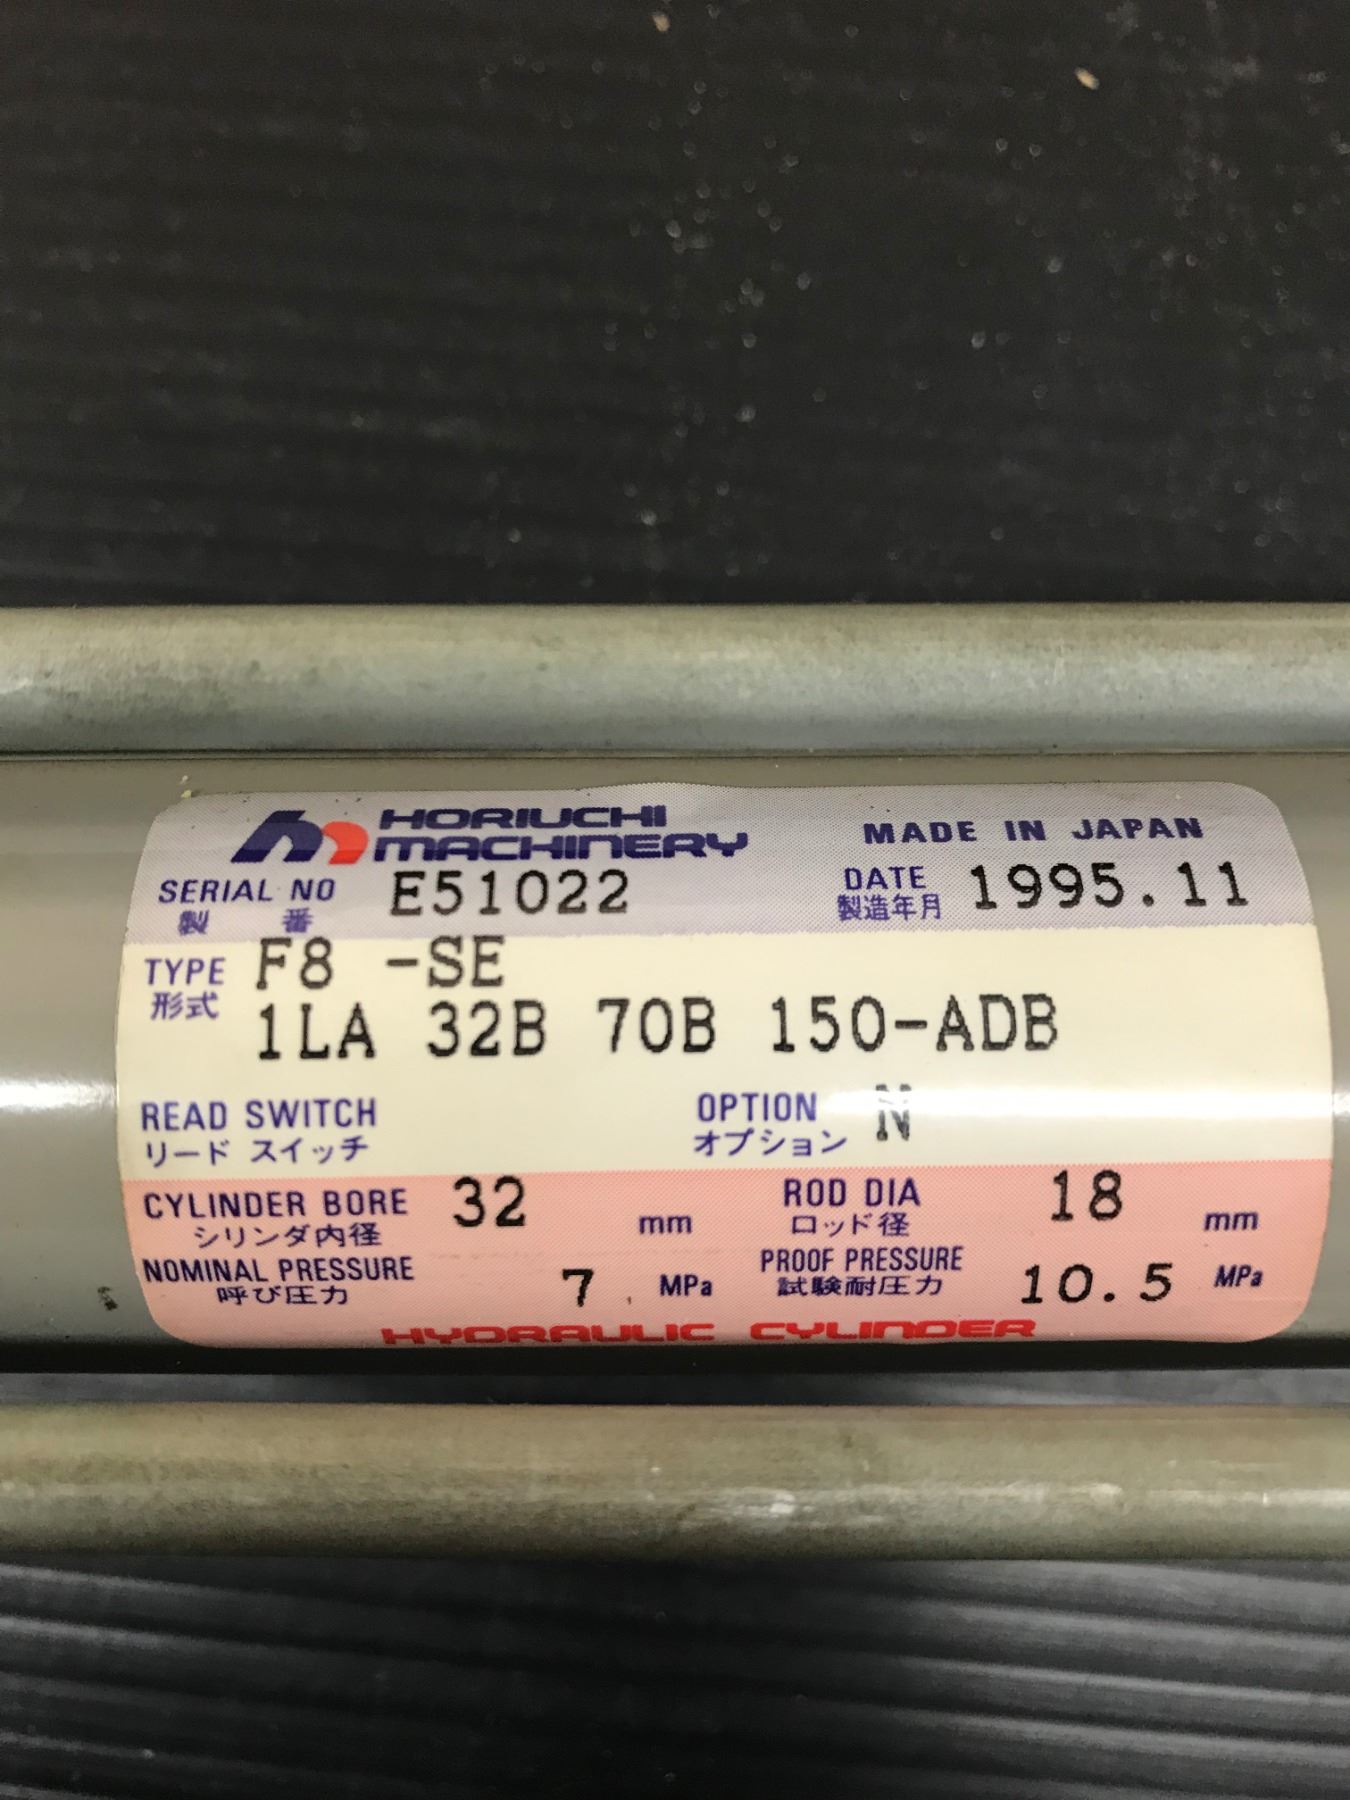 HORIUCHI
MACHINERY
MADE IN JAPAN
SERIAL NO E51022
製番
DATE 1995.11
製造年月
TYPE F8 -SE
形式
1LA 32B 70B 150-ADB
READ SWITCH
リード スイッチ
OPTION N
オプション
CYLINDER BORE 32 mm
シリンダ内径
ROD DIA 18 mm
ロッド径
NOMINAL PRESSURE 7 MPa
呼び圧力
PROOF PRESSURE 10.5 MPa
試験耐圧力
HYDRAULIC CYLINDER